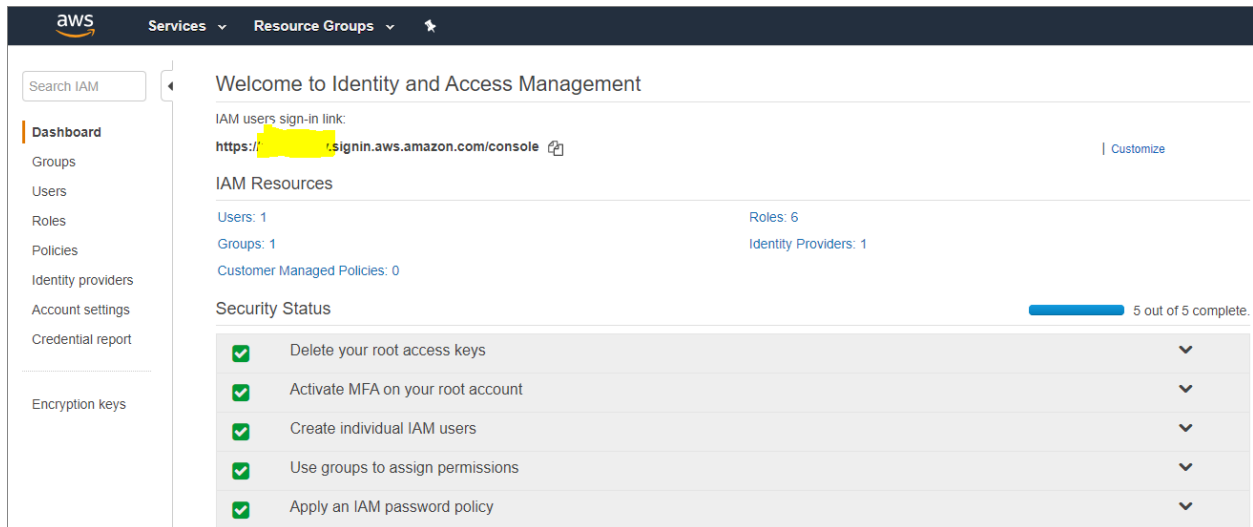 aws Services Resource Groups
Search IAM
Dashboard
Groups
Users
Roles
Policies
Identity providers
Account settings
Credential report
Encryption keys
Welcome to Identity and Access Management
IAM users sign-in link:
https:// .signin.aws.amazon.com/console
Customize
IAM Resources
Users: 1
Roles: 6
Groups: 1
Identity Providers: 1
Customer Managed Policies: 0
Security Status
5 out of 5 complete.
Delete your root access keys
Activate MFA on your root account
Create individual IAM users
Use groups to assign permissions
Apply an IAM password policy